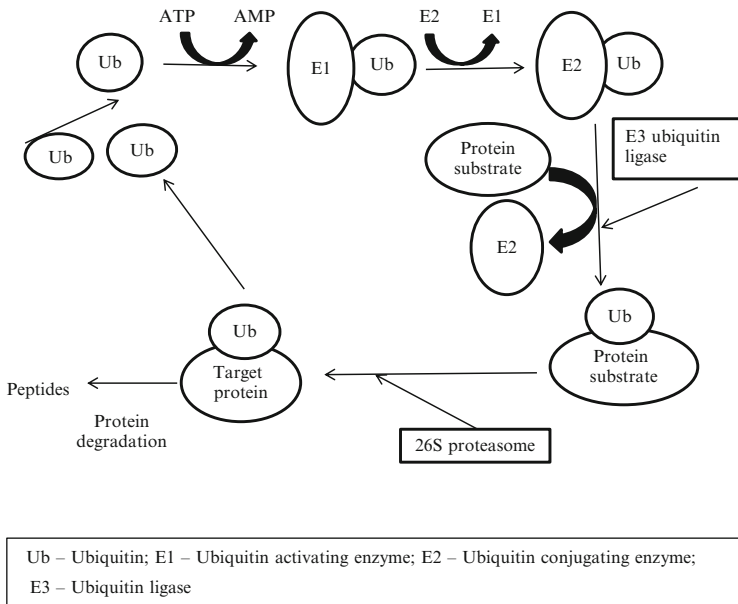 ATP
AMP
E2
E1
Ub
E1
Ub
E2
Ub
Ub
Ub
Protein
substrate
E3 ubiquitin
ligase
E2
Ub
Protein
substrate
Ub
Target
protein
Peptides
Protein
degradation
26S proteasome
Ub – Ubiquitin; E1 – Ubiquitin activating enzyme; E2 – Ubiquitin conjugating enzyme;
E3 – Ubiquitin ligase